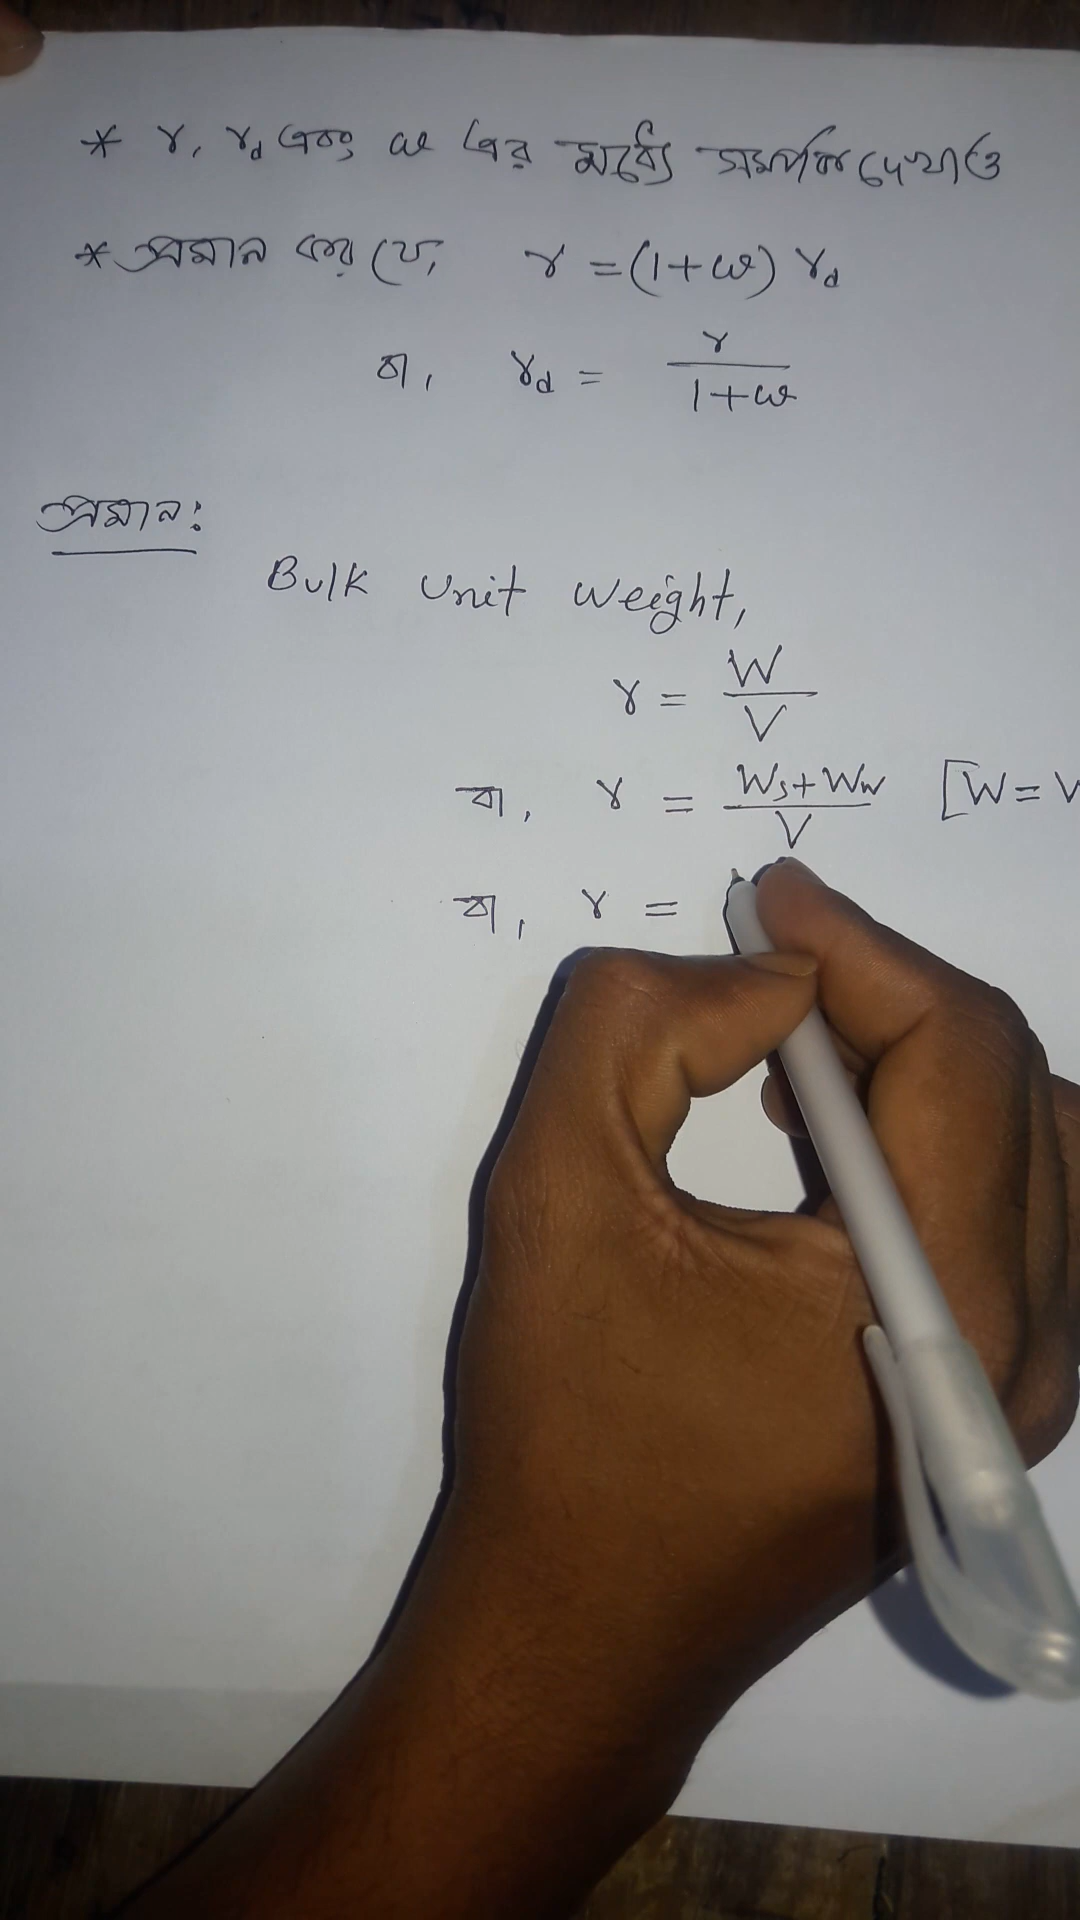 * γ, γd এবং ω এর মধ্যে সম্পর্ক দেখাও
* প্রমান কর যে, γ = (1+ω) γd
বা, γd = γ / 1+ω
প্রমান:
Bulk Unit Weight,
γ = W / V
বা, γ = Ws+Ww / V [W=
বা, γ =